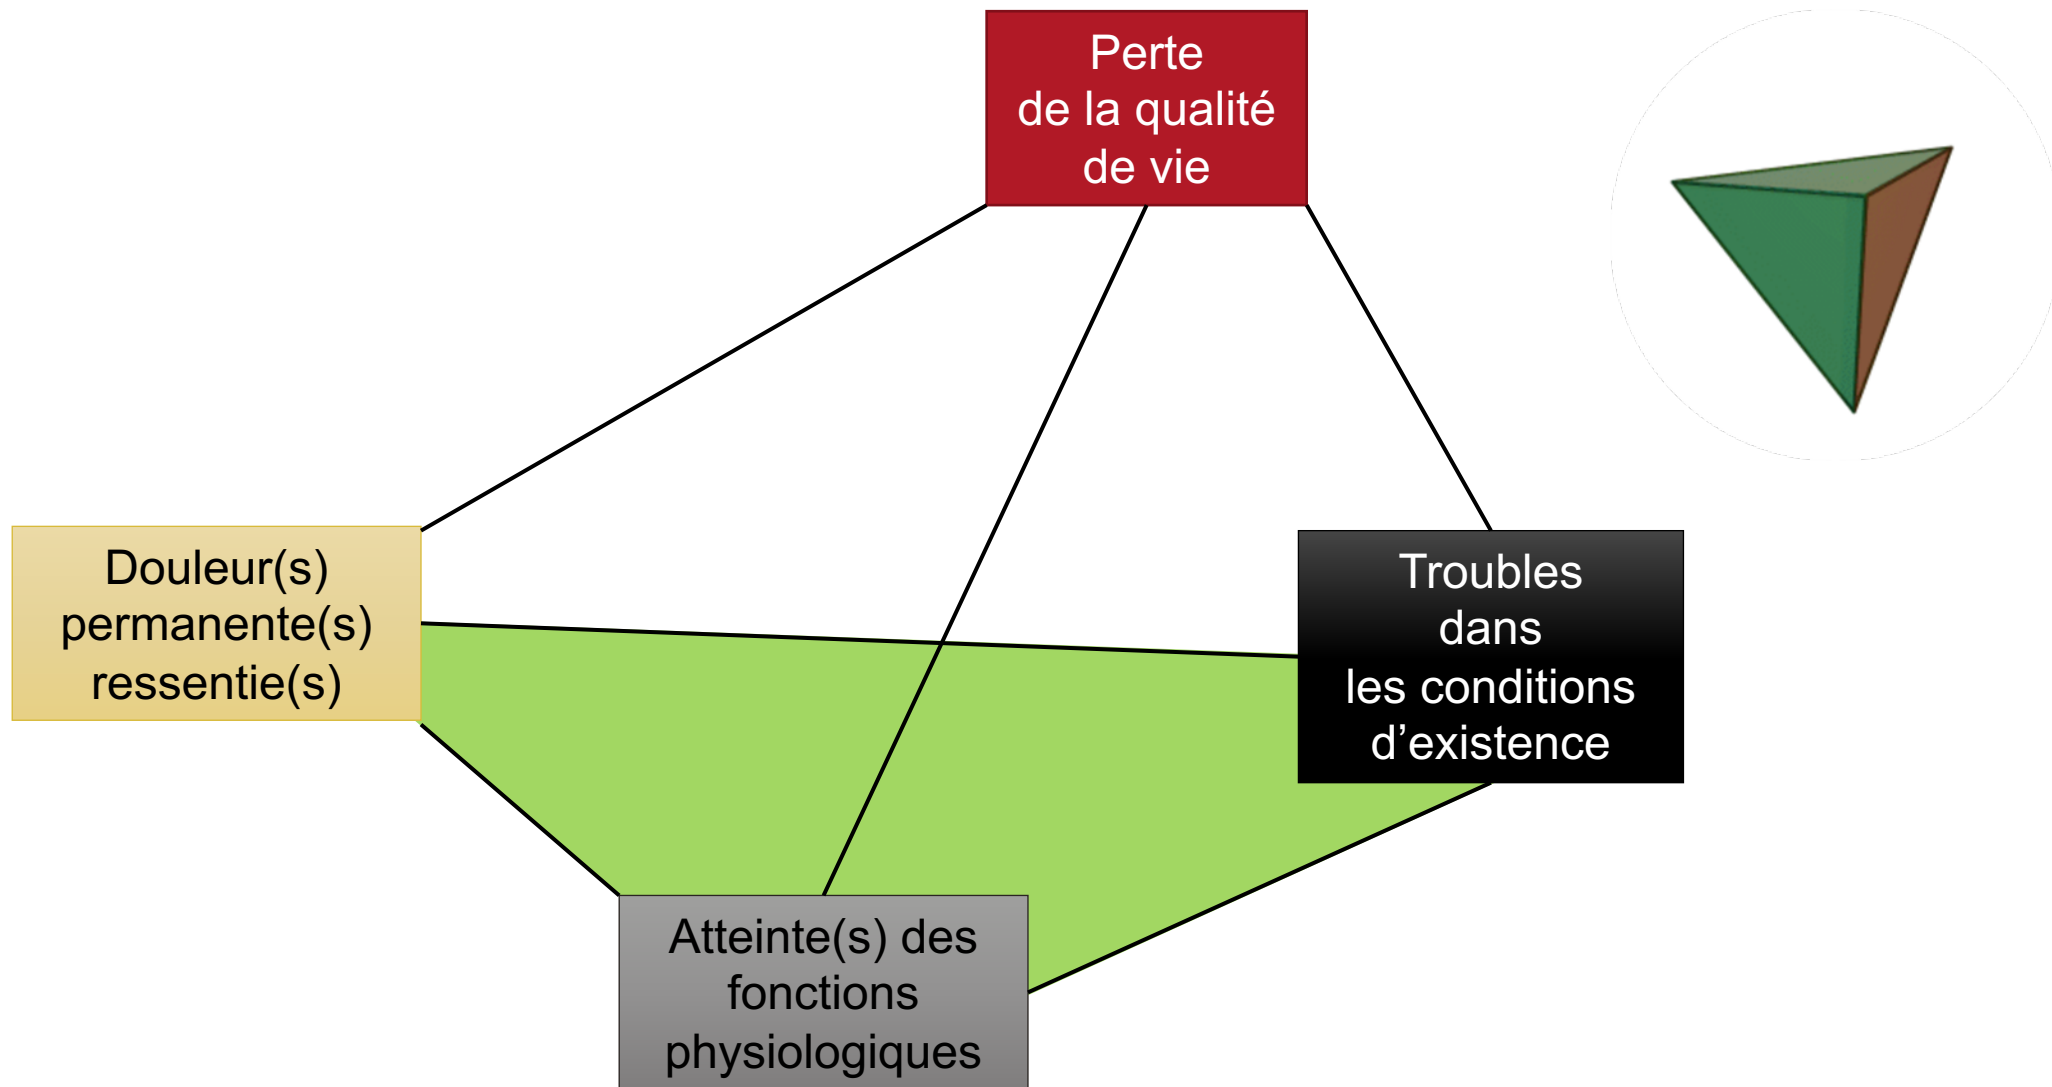 Perte
de la qualité
de vie
Douleur(s)
permanente(s)
ressentie(s)
Troubles
dans
les conditions
d’existence
Atteinte(s) des
fonctions
physiologiques